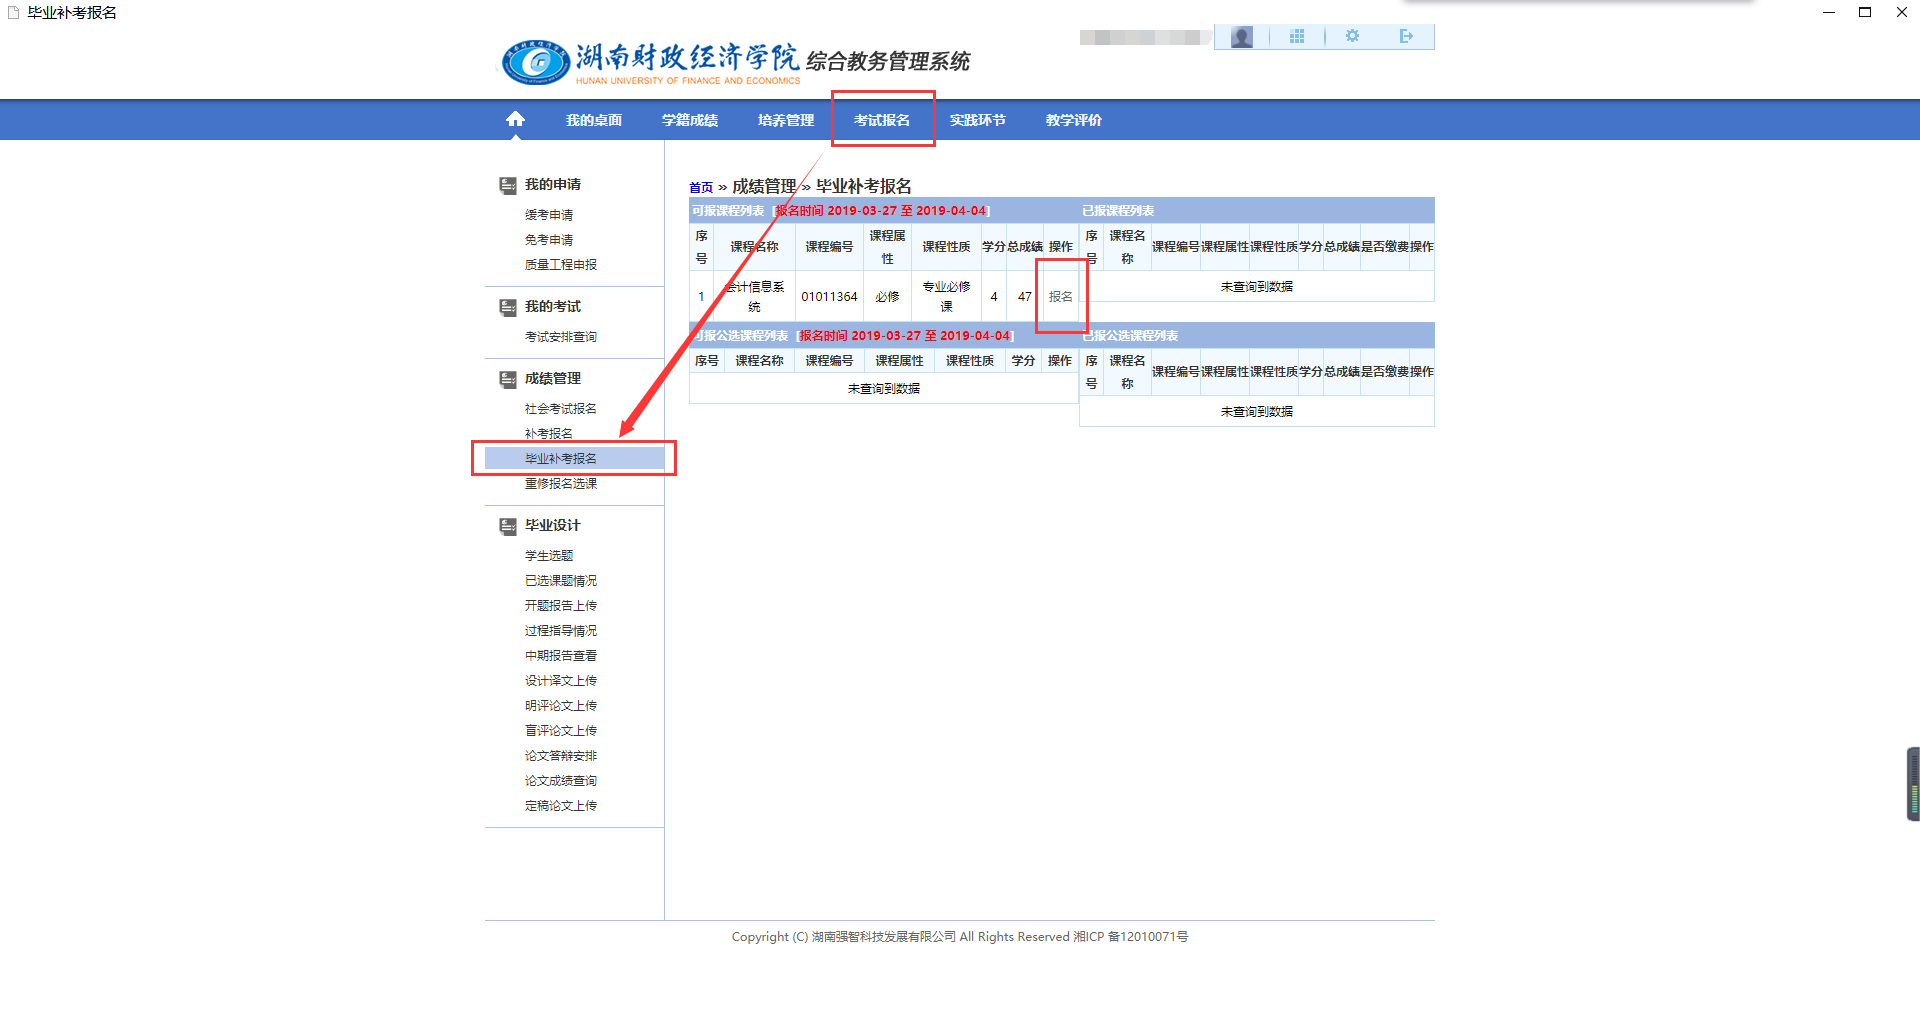 毕业补考报名
湖南财政经济学院 综合教务管理系统
HUNAN UNIVERSITY OF FINANCE AND ECONOMICS
我的桌面 学籍成绩 培养管理 考试报名 实践环节 教学评价
我的申请
缓考申请
免考申请
质量工程申报
我的考试
考试安排查询
成绩管理
社会考试报名
补考报名
毕业补考报名
重修报名选课
毕业设计
学生选题
已选课题情况
开题报告上传
过程指导情况
中期报告查看
设计译文上传
明评论文上传
盲评论文上传
论文答辩安排
论文成绩查询
定稿论文上传
首页 » 成绩管理 » 毕业补考报名
可报课程列表 [报名时间 2019-03-27 至 2019-04-04]
序号 课程名称 课程编号 课程属性 课程性质 学分 总成绩 操作
1 会计信息系统 01011364 必修 专业必修课 4 47 报名
已报课程列表
序号 课程名称 课程编号 课程属性 课程性质 学分 总成绩 是否缴费 操作
未查询到数据
可报公选课程列表 [报名时间 2019-03-27 至 2019-04-04]
序号 课程名称 课程编号 课程属性 课程性质 学分 操作
未查询到数据
已报公选课程列表
序号 课程名称 课程编号 课程属性 课程性质 学分 总成绩 是否缴费 操作
未查询到数据
Copyright (C) 湖南强智科技发展有限公司 All Rights Reserved 湘ICP 备12010071号